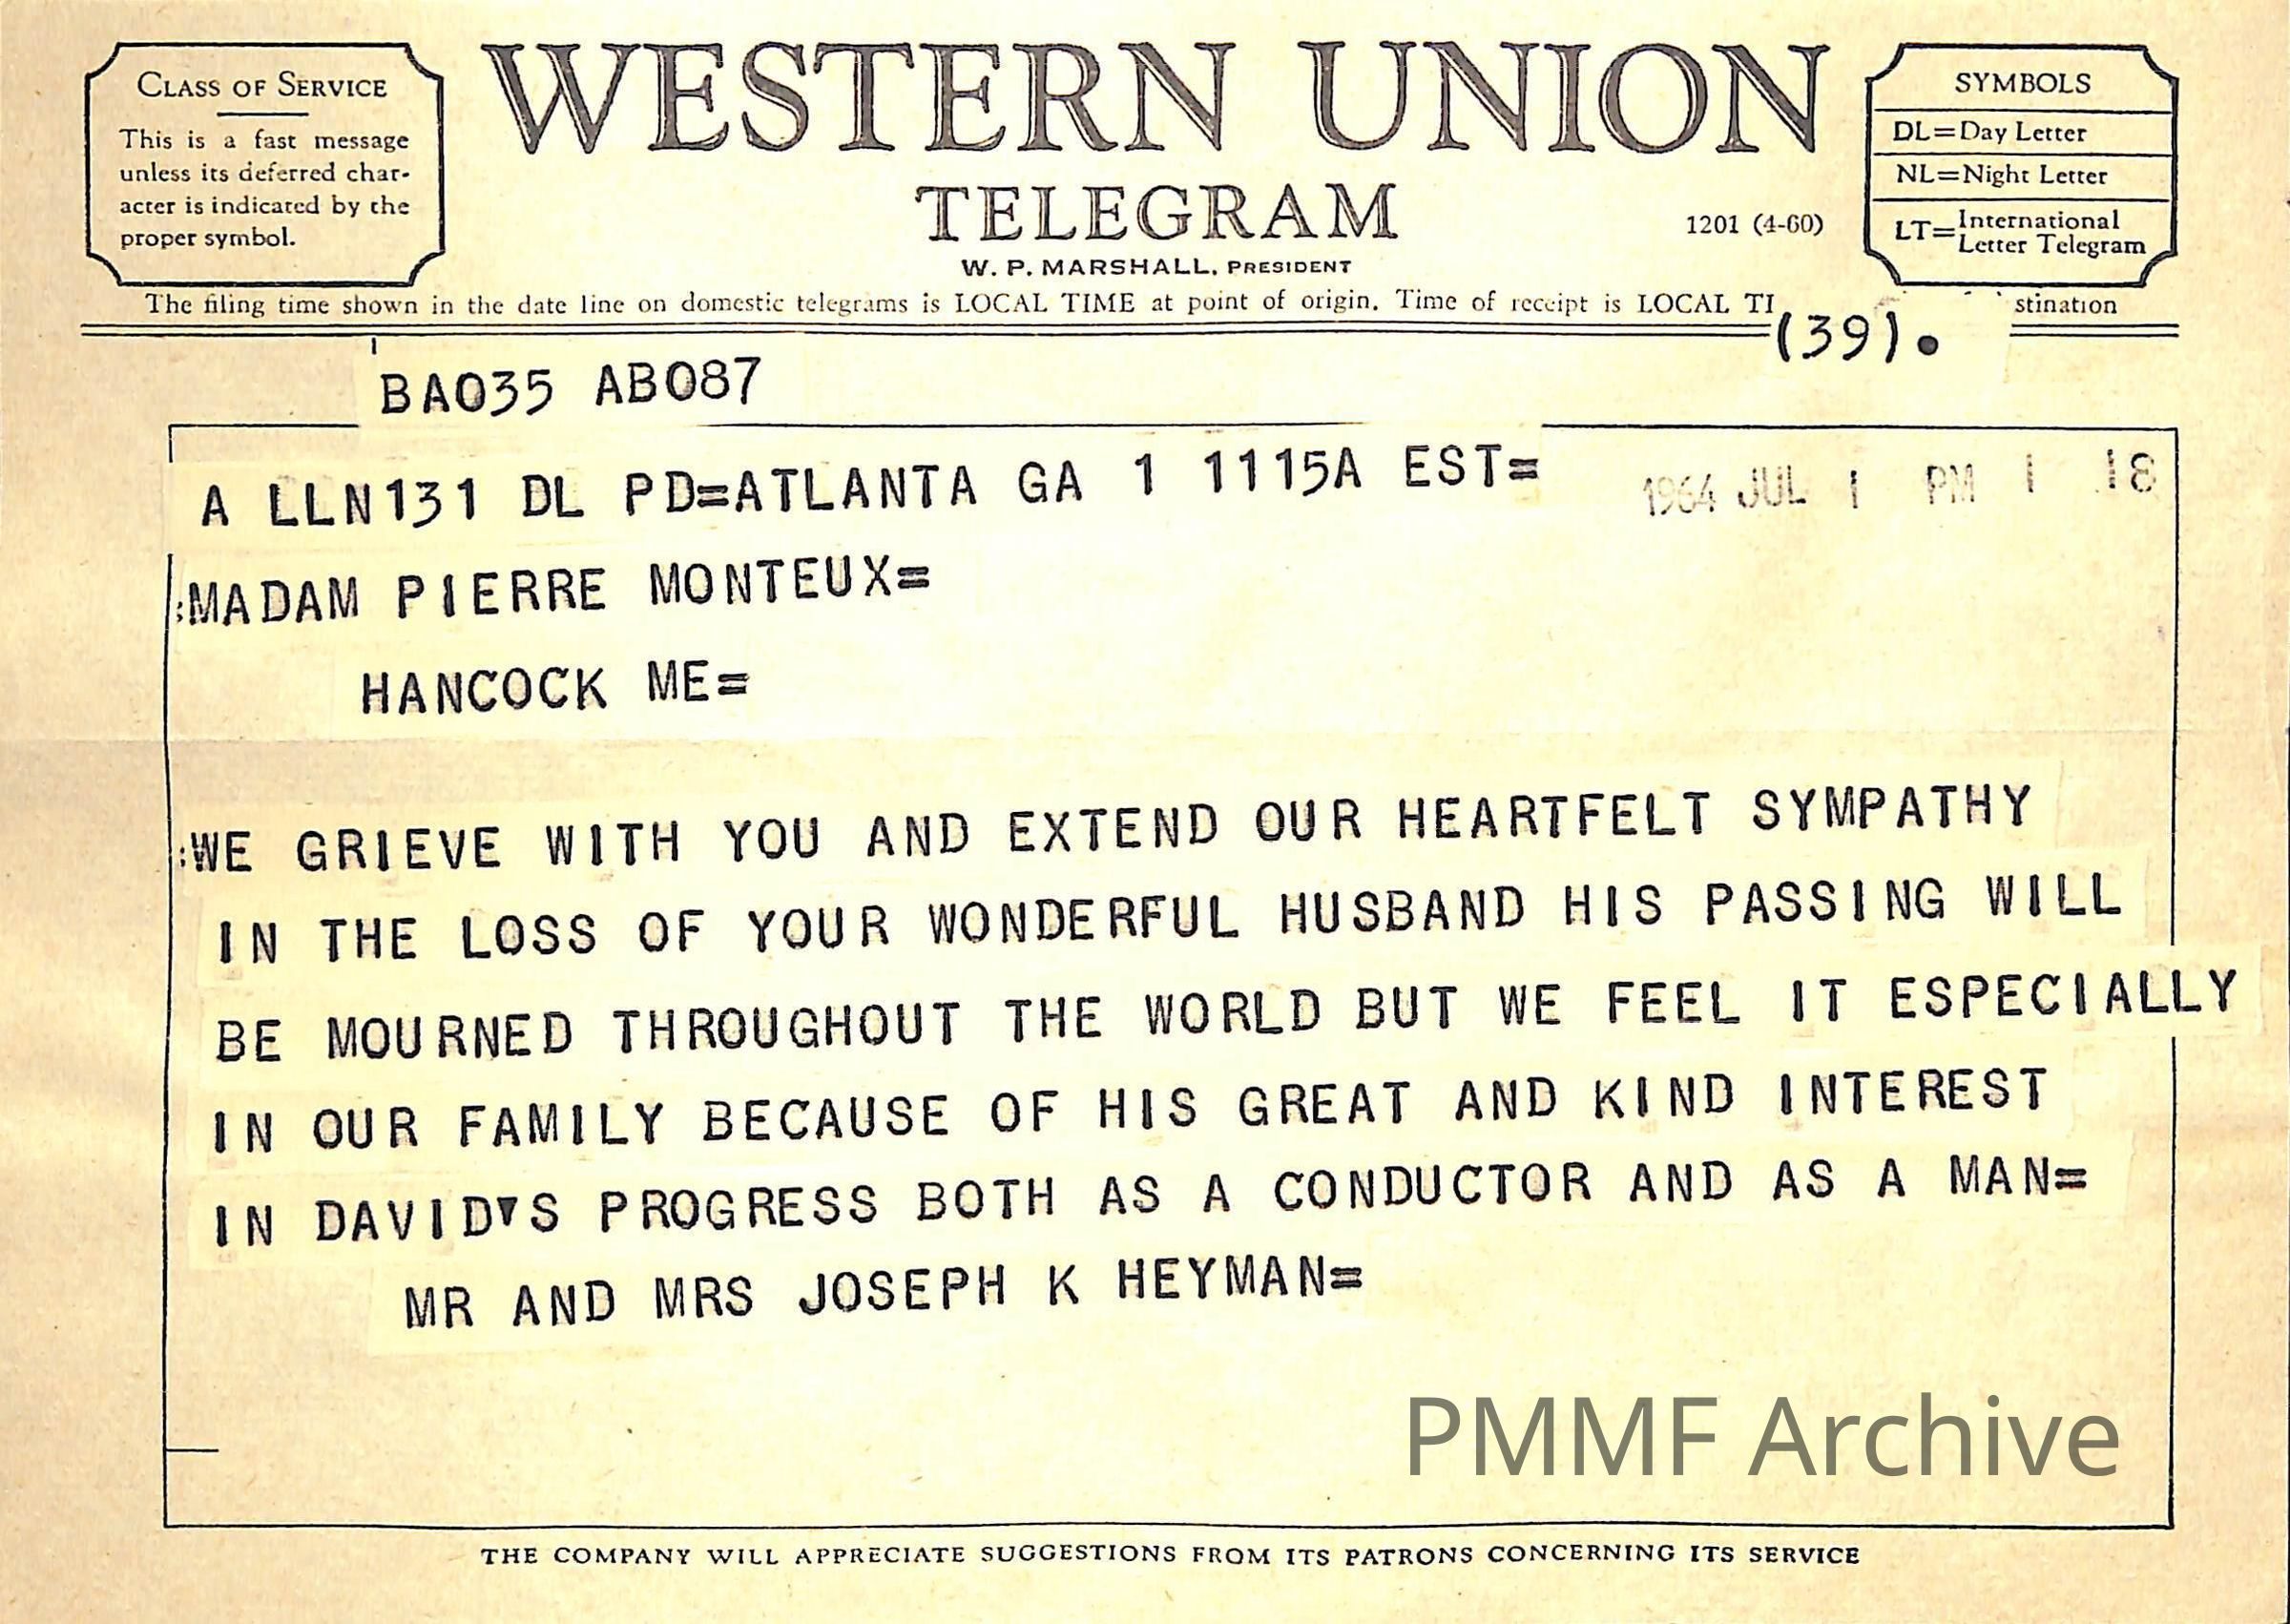 CLASS OF SERVICE
This is a fast message
unless its deferred char-
acter is indicated by the
proper symbol.
WESTERN UNION
TELEGRAM
W. P. MARSHALL, PRESIDENT
1201 (4-60)
SYMBOLS
DL=Day Letter
NL=Night Letter
LT=International
Letter Telegram
The filing time shown in the date line on domestic telegrams is LOCAL TIME at point of origin. Time of receipt is LOCAL TI stination
(39).
BA035 AB087
A LLN131 DL PD=ATLANTA GA 1 1115A EST=
1964 JUL 1 PM 1 18
:MADAM PIERRE MONTEUX=
HANCOCK ME=
:WE GRIEVE WITH YOU AND EXTEND OUR HEARTFELT SYMPATHY
IN THE LOSS OF YOUR WONDERFUL HUSBAND HIS PASSING WILL
BE MOURNED THROUGHOUT THE WORLD BUT WE FEEL IT ESPECIALLY
IN OUR FAMILY BECAUSE OF HIS GREAT AND KIND INTEREST
IN DAVID'S PROGRESS BOTH AS A CONDUCTOR AND AS A MAN=
MR AND MRS JOSEPH K HEYMAN=
PMMF Archive
THE COMPANY WILL APPRECIATE SUGGESTIONS FROM ITS PATRONS CONCERNING ITS SERVICE